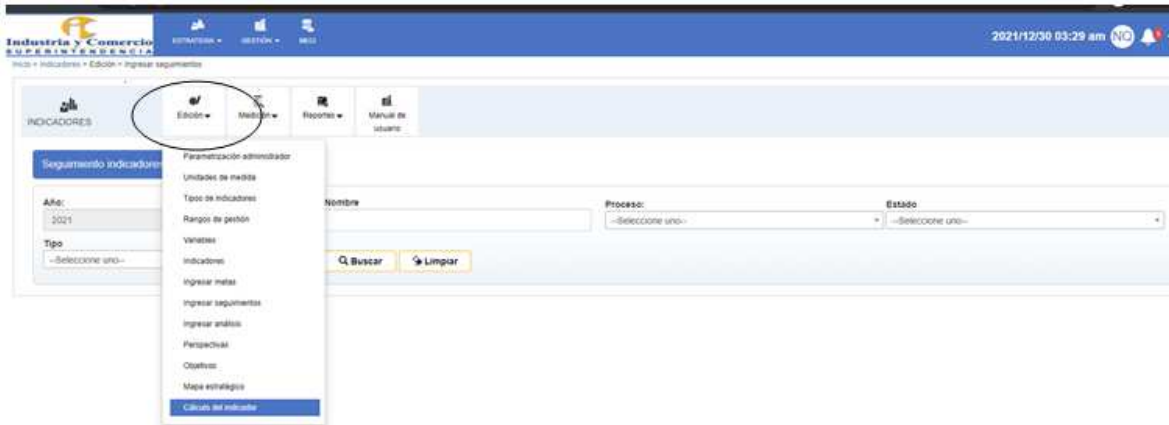 Industria y Comercio
SUPERINTENDENCIA
ESTRATEGIA
GESTIÓN
MECI
2021/12/30 03:29 am NQ
Inicio » Indicadores » Edición » Ingresar seguimientos
INDICADORES
Edición
Medición
Reportes
Manual de
usuario
Seguimiento indicadores
Parametrización administrador
Unidades de medida
Tipos de indicadores
Rangos de gestión
Variables
Indicadores
Ingresar metas
Ingresar seguimientos
Ingresar análisis
Perspectivas
Objetivos
Mapa estratégico
Cálculo del indicador
Año:
2021
Nombre
Proceso:
--Seleccione uno--
Estado
--Seleccione uno--
Tipo
--Seleccione uno--
Buscar
Limpiar